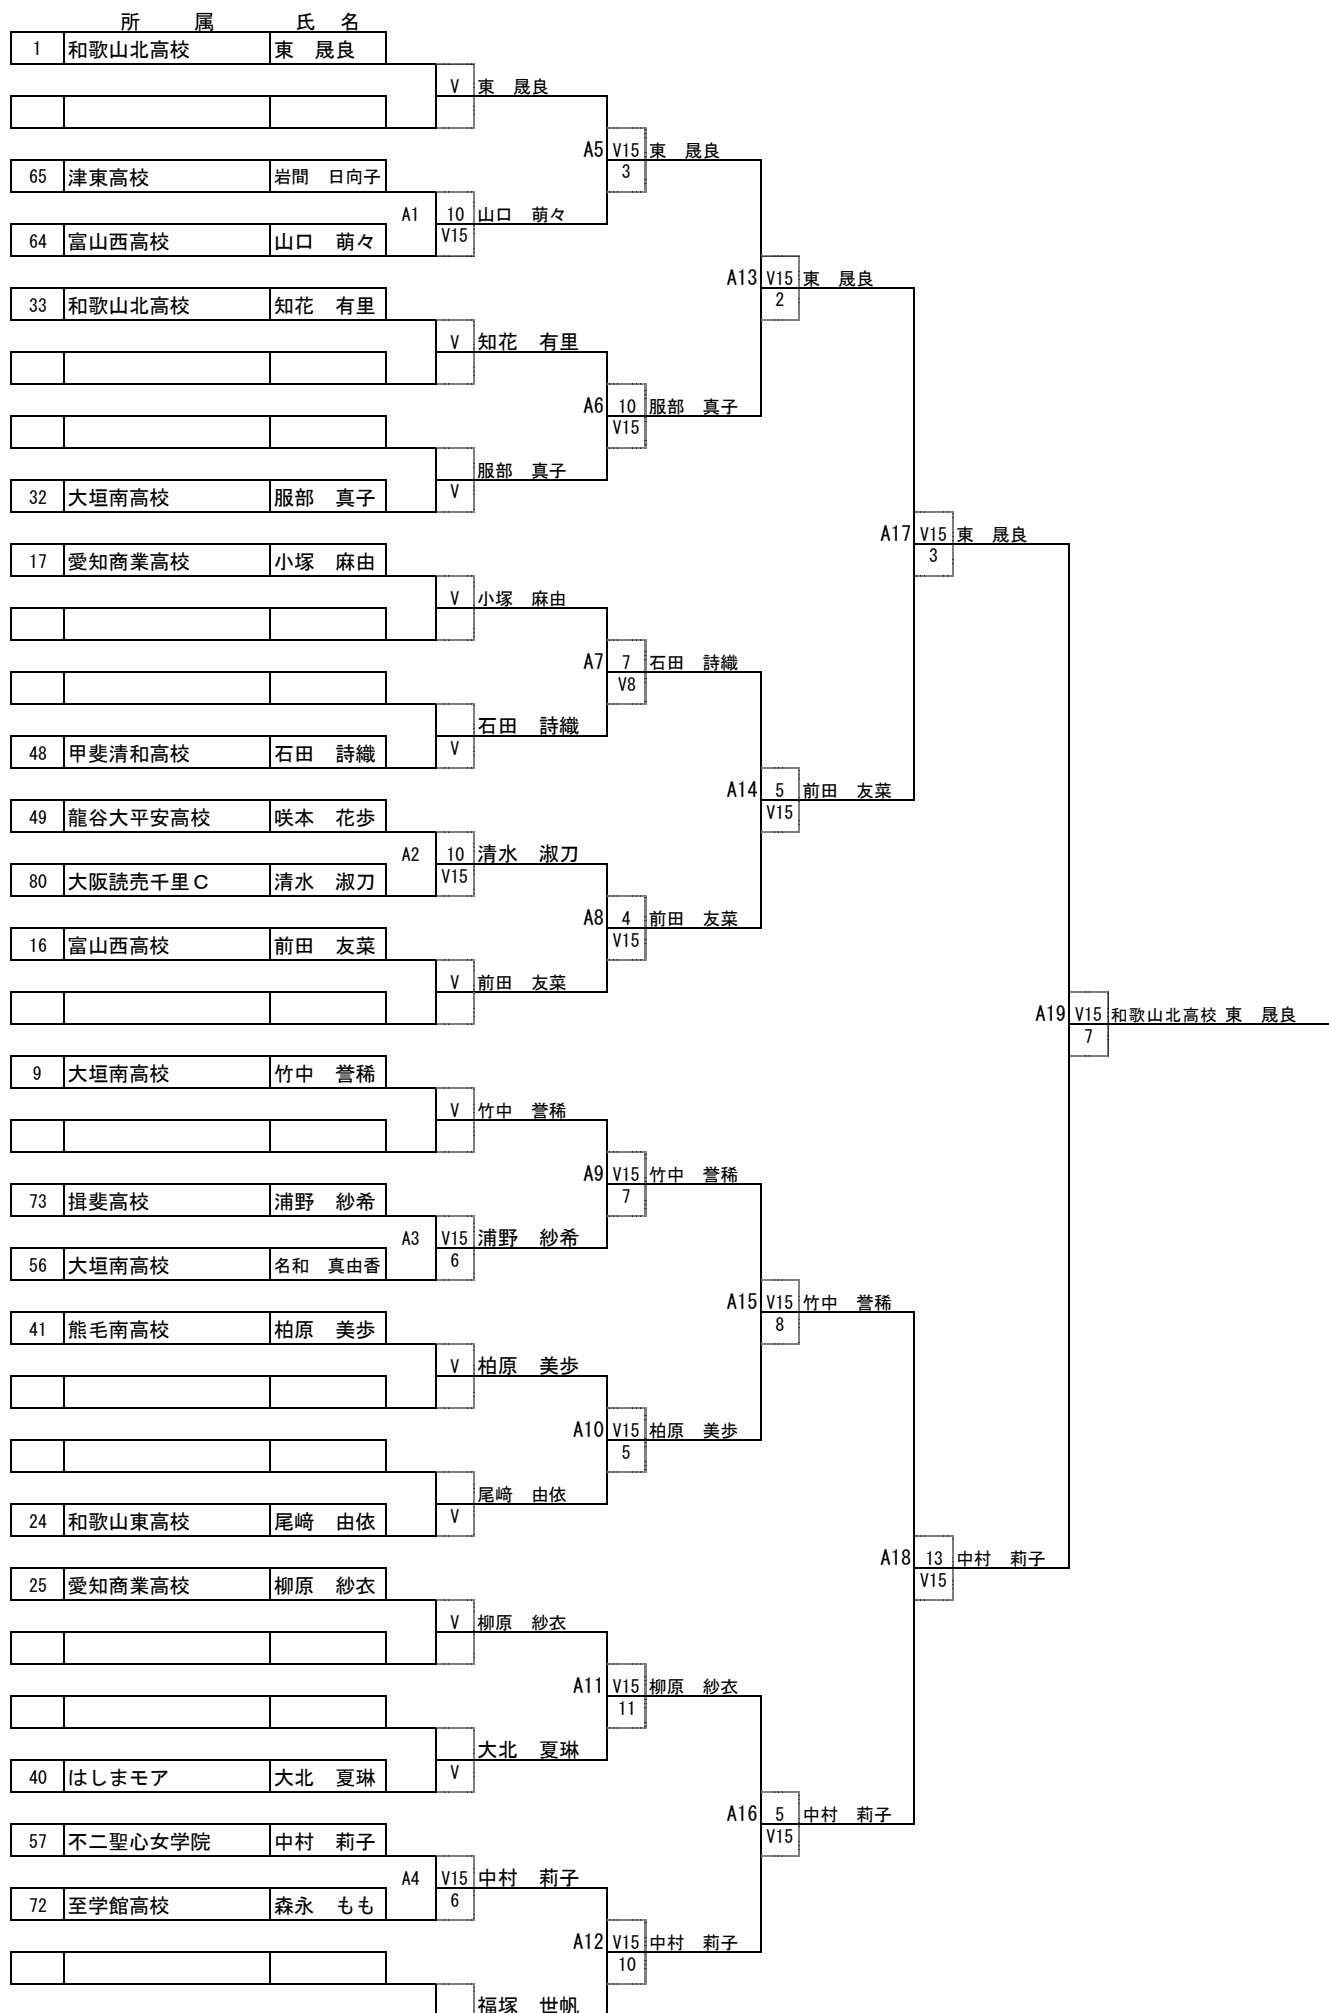 所　属　氏　名
1 和歌山北高校 東　晟良
V 東　晟良
A5 V15 東　晟良
3
65 津東高校 岩間　日向子
A1 10 山口　萌々
V15
64 富山西高校 山口　萌々
A13 V15 東　晟良
2
33 和歌山北高校 知花　有里
V 知花　有里
A6 10 服部　真子
V15
服部　真子
V
32 大垣南高校 服部　真子
A17 V15 東　晟良
3
17 愛知商業高校 小塚　麻由
V 小塚　麻由
A7 7 石田　詩織
V8
石田　詩織
V
48 甲斐清和高校 石田　詩織
A14 5 前田　友菜
V15
49 龍谷大平安高校 咲本　花歩
A2 10 清水　淑刀
V15
80 大阪読売千里Ｃ 清水　淑刀
A8 4 前田　友菜
V15
16 富山西高校 前田　友菜
V 前田　友菜
A19 V15 和歌山北高校 東　晟良
7
9 大垣南高校 竹中　誉稀
V 竹中　誉稀
A9 V15 竹中　誉稀
7
73 揖斐高校 浦野　紗希
A3 V15 浦野　紗希
6
56 大垣南高校 名和　真由香
A15 V15 竹中　誉稀
8
41 熊毛南高校 柏原　美歩
V 柏原　美歩
A10 V15 柏原　美歩
5
尾﨑　由依
V
24 和歌山東高校 尾﨑　由依
A18 13 中村　莉子
V15
25 愛知商業高校 柳原　紗衣
V 柳原　紗衣
A11 V15 柳原　紗衣
11
大北　夏琳
V
40 はしまモア 大北　夏琳
A16 5 中村　莉子
V15
57 不二聖心女学院 中村　莉子
A4 V15 中村　莉子
6
72 至学館高校 森永　もも
A12 V15 中村　莉子
10
福塚　世帆